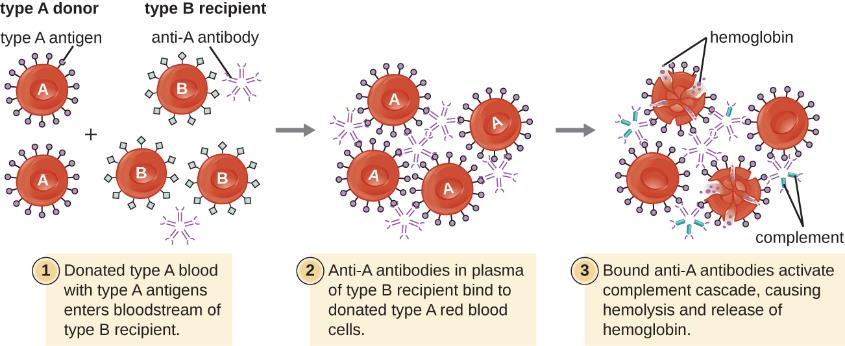 type A donor
type B recipient
type A antigen
anti-A antibody
hemoglobin
A
B
A
A
+
A
B
B
A
A
complement
1 Donated type A blood
with type A antigens
enters bloodstream of
type B recipient.
2 Anti-A antibodies in plasma
of type B recipient bind to
donated type A red blood
cells.
3 Bound anti-A antibodies activate
complement cascade, causing
hemolysis and release of
hemoglobin.